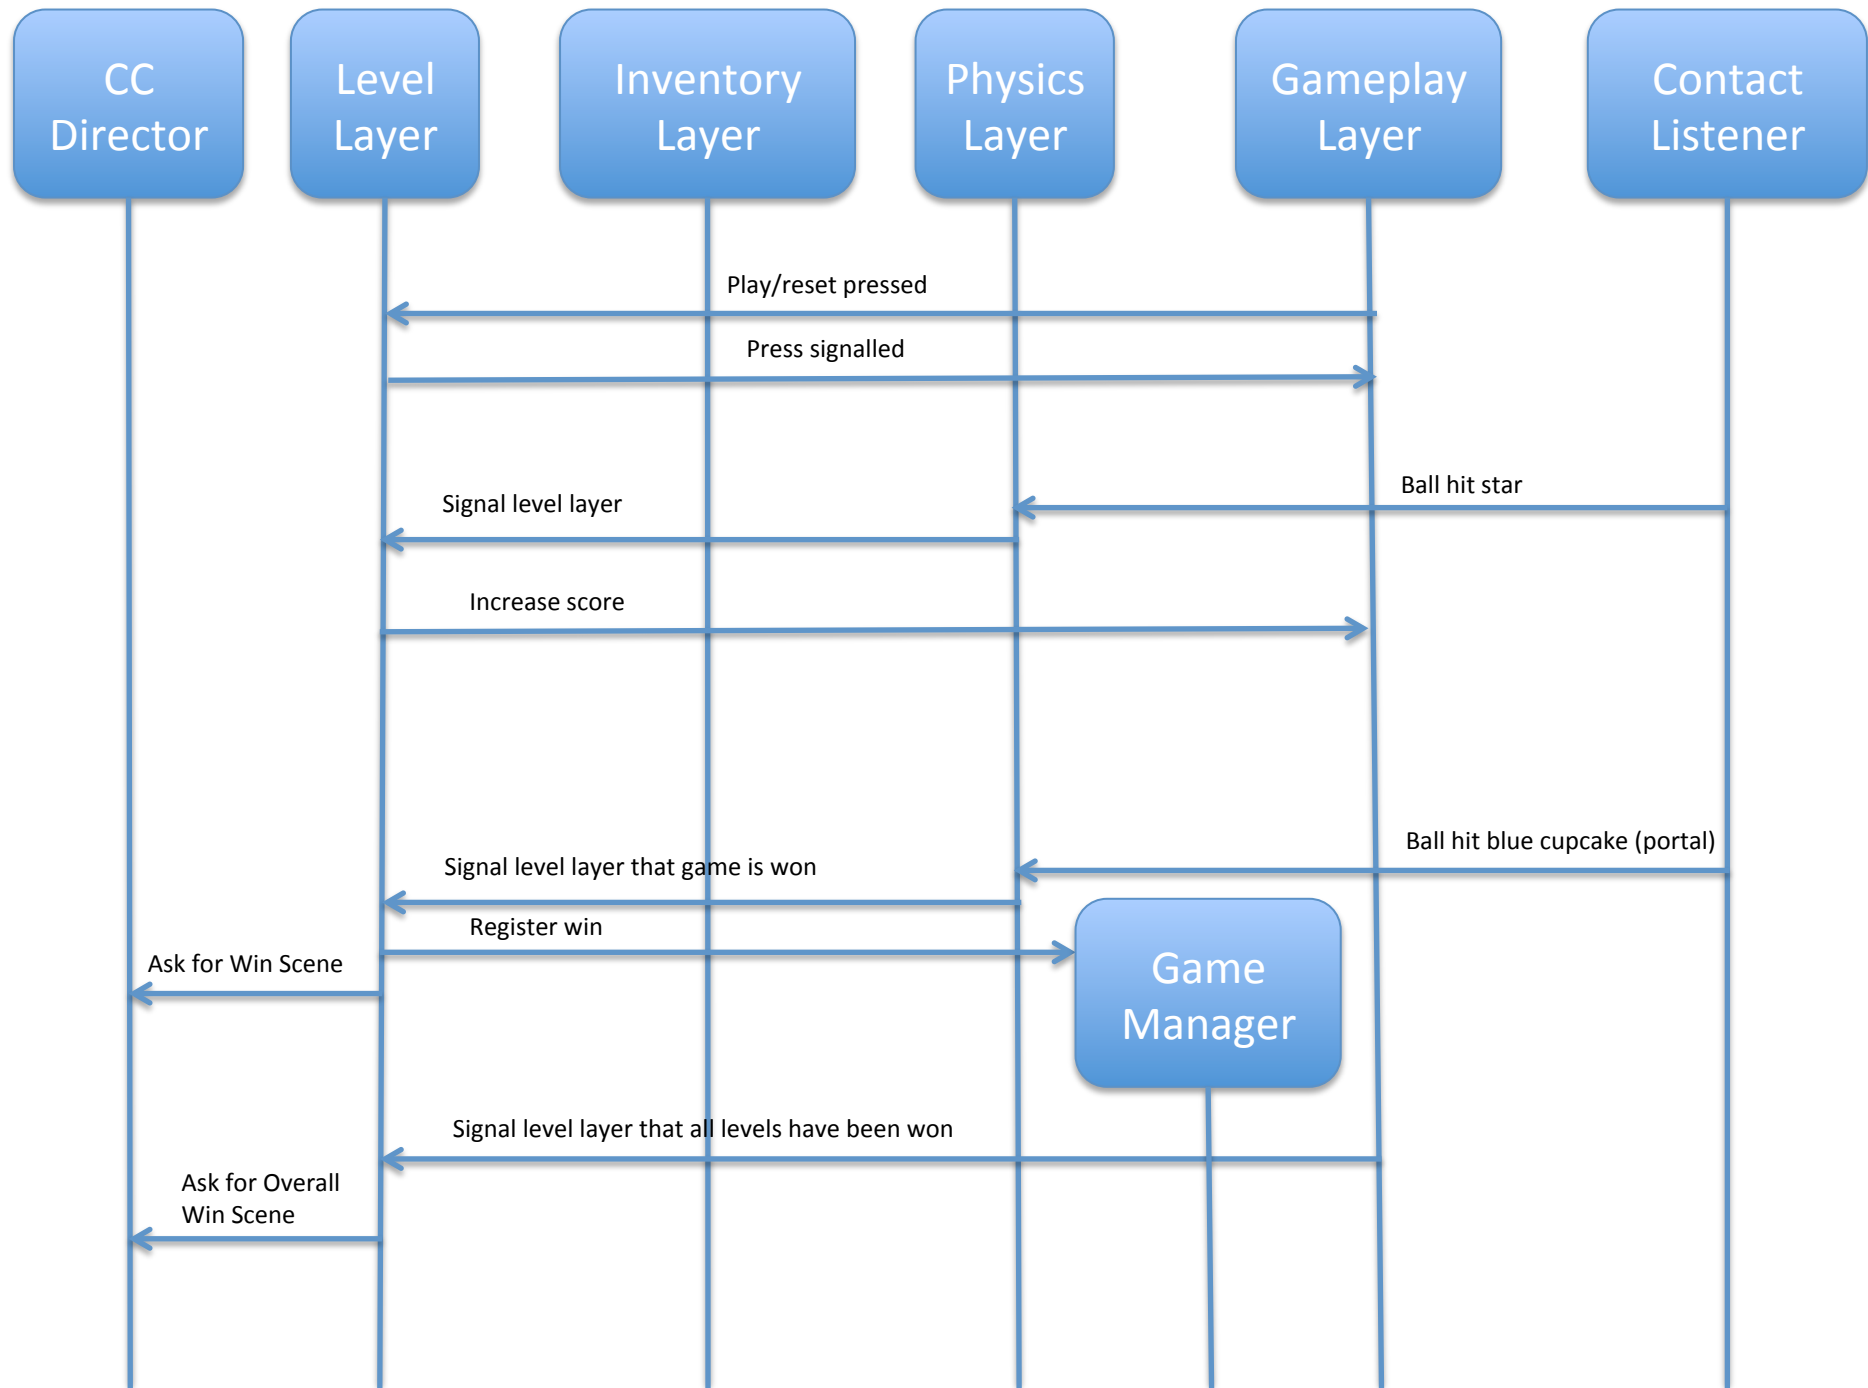 CC
Director
Level
Layer
Inventory
Layer
Physics
Layer
Gameplay
Layer
Contact
Listener
Play/reset pressed
Press signalled
Ball hit star
Signal level layer
Increase score
Ball hit blue cupcake (portal)
Signal level layer that game is won
Register win
Ask for Win Scene
Game
Manager
Signal level layer that all levels have been won
Ask for Overall
Win Scene